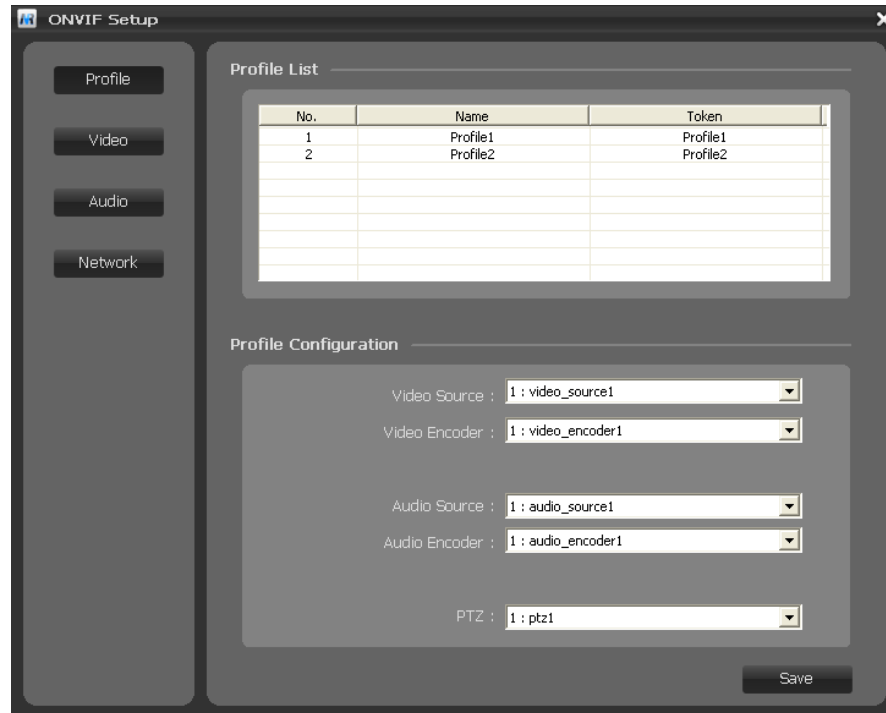 ONVIF Setup
Profile
Video
Audio
Network
Profile List
No. Name Token
1 Profile1 Profile1
2 Profile2 Profile2
Profile Configuration
Video Source : 1 : video_source1
Video Encoder : 1 : video_encoder1
Audio Source : 1 : audio_source1
Audio Encoder : 1 : audio_encoder1
PTZ : 1 : ptz1
Save